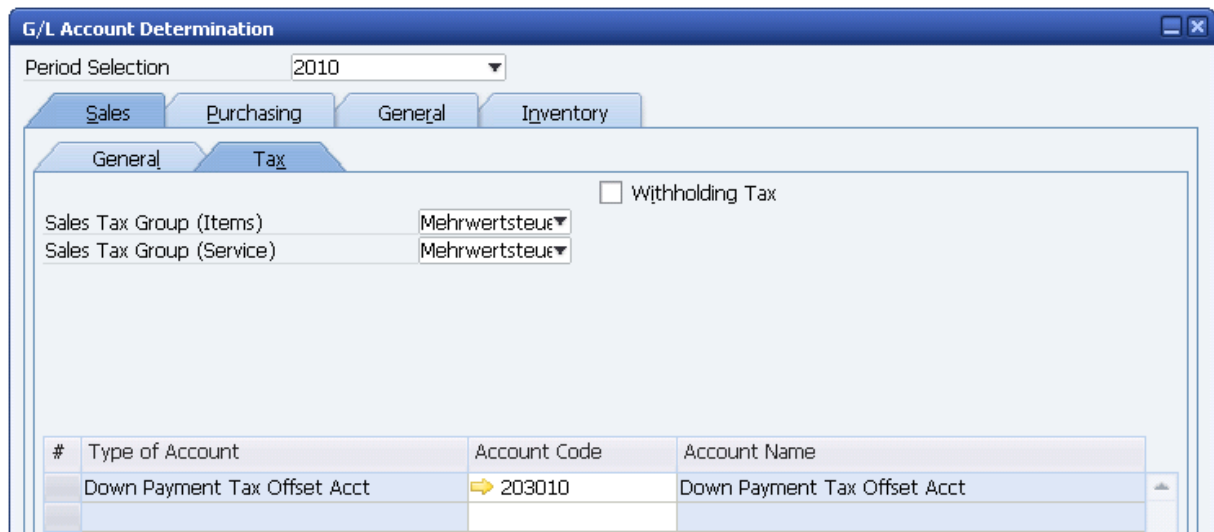 G/L Account Determination
Period Selection 2010
Sales Purchasing General Inventory
General Tax
Withholding Tax
Sales Tax Group (Items) Mehrwertsteue
Sales Tax Group (Service) Mehrwertsteue
# Type of Account Account Code Account Name
Down Payment Tax Offset Acct 203010 Down Payment Tax Offset Acct